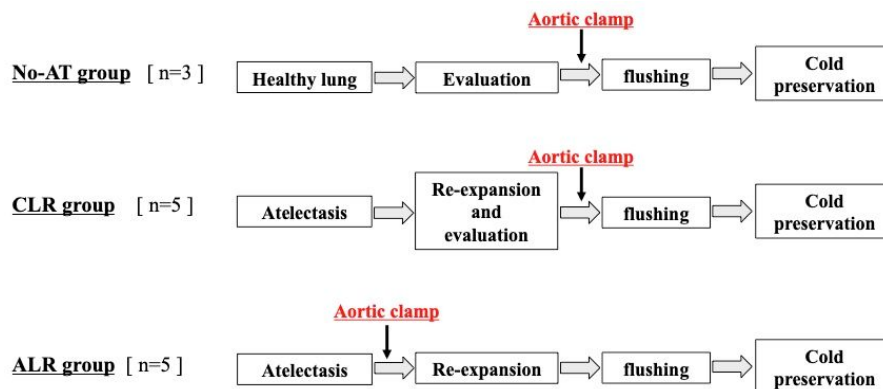 Aortic clamp
No-AT group [ n=3 ]
Healthy lung
Evaluation
flushing
Cold
preservation
Aortic clamp
CLR group [ n=5 ]
Atelectasis
Re-expansion
and
evaluation
flushing
Cold
preservation
Aortic clamp
ALR group [ n=5 ]
Atelectasis
Re-expansion
flushing
Cold
preservation